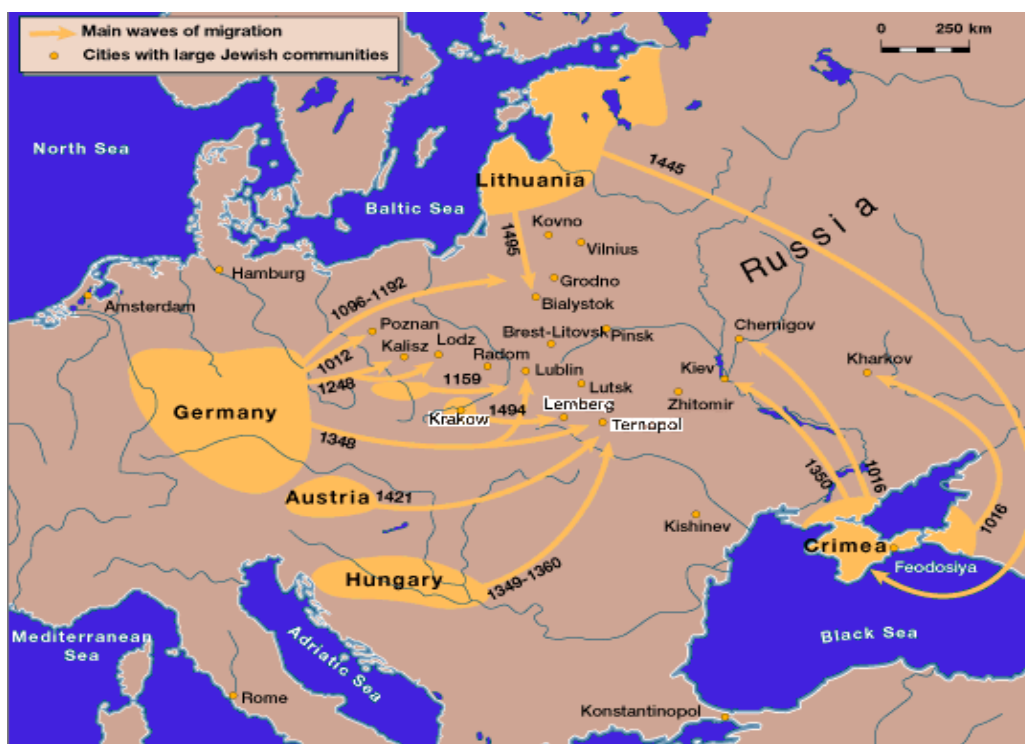 Main waves of migration
Cities with large Jewish communities
0 250 km
North Sea
Baltic Sea
Lithuania
1445
Russia
Kovno
Vilnius
1495
Hamburg
Grodno
Amsterdam
1096-1192
Bialystok
Poznan
Brest-Litovsk
Pinsk
Chernigov
Kalisz
Lodz
1012
Radom
Kharkov
1248
1159
Lublin
Kiev
Lutsk
Zhitomir
Germany
Krakow
1494
Lemberg
Ternopol
1348
Austria
1421
1350
1016
Kishinev
1016
Crimea
Feodosiya
Hungary
1349-1360
Mediterranean
Sea
Adriatic Sea
Black Sea
Rome
Konstantinopol